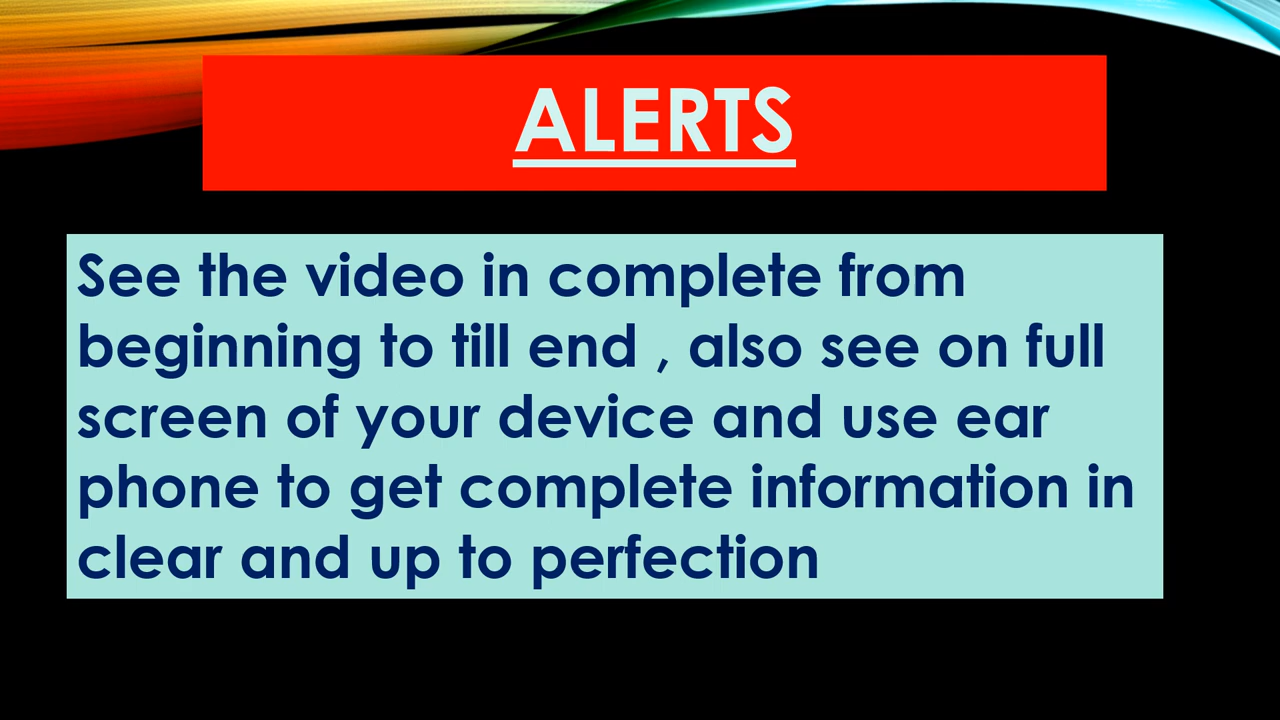 ALERTS
See the video in complete from
beginning to till end , also see on full
screen of your device and use ear
phone to get complete information in
clear and up to perfection